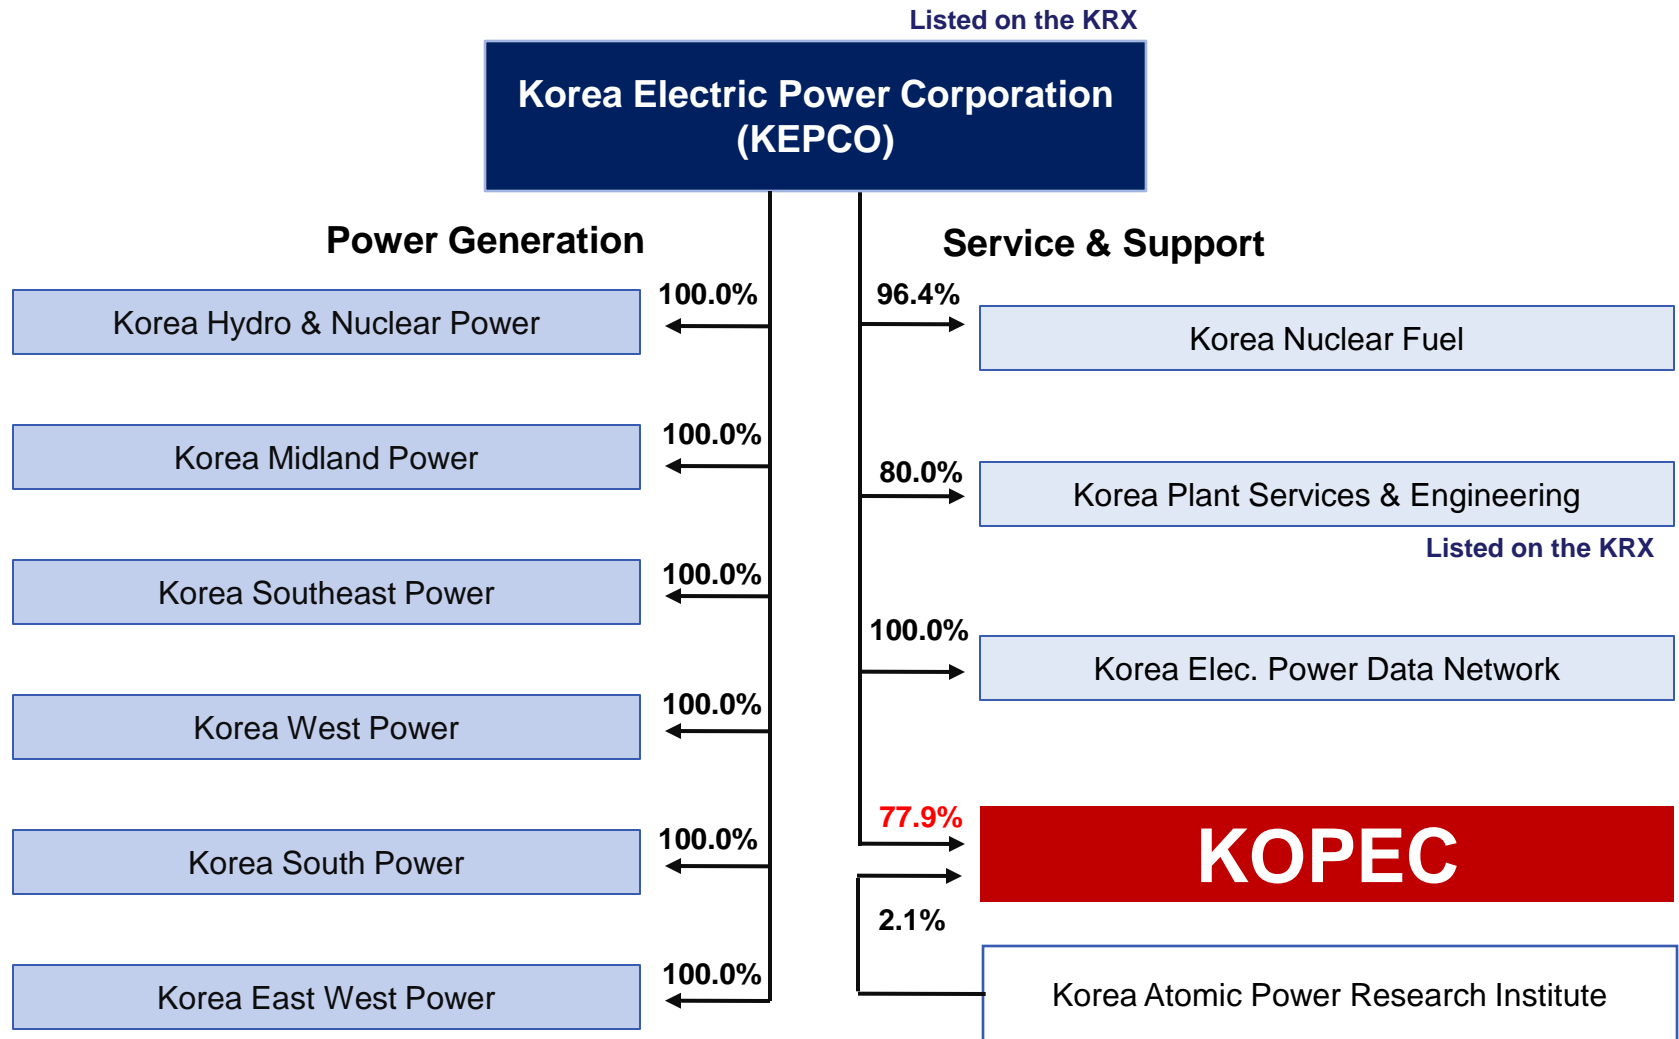 Listed on the KRX
Korea Electric Power Corporation
(KEPCO)
Power Generation
Service & Support
100.0%
Korea Hydro & Nuclear Power
96.4%
Korea Nuclear Fuel
100.0%
Korea Midland Power
80.0%
Korea Plant Services & Engineering
Listed on the KRX
100.0%
Korea Southeast Power
100.0%
Korea Elec. Power Data Network
100.0%
Korea West Power
77.9%
KOPEC
100.0%
Korea South Power
2.1%
100.0%
Korea East West Power
Korea Atomic Power Research Institute